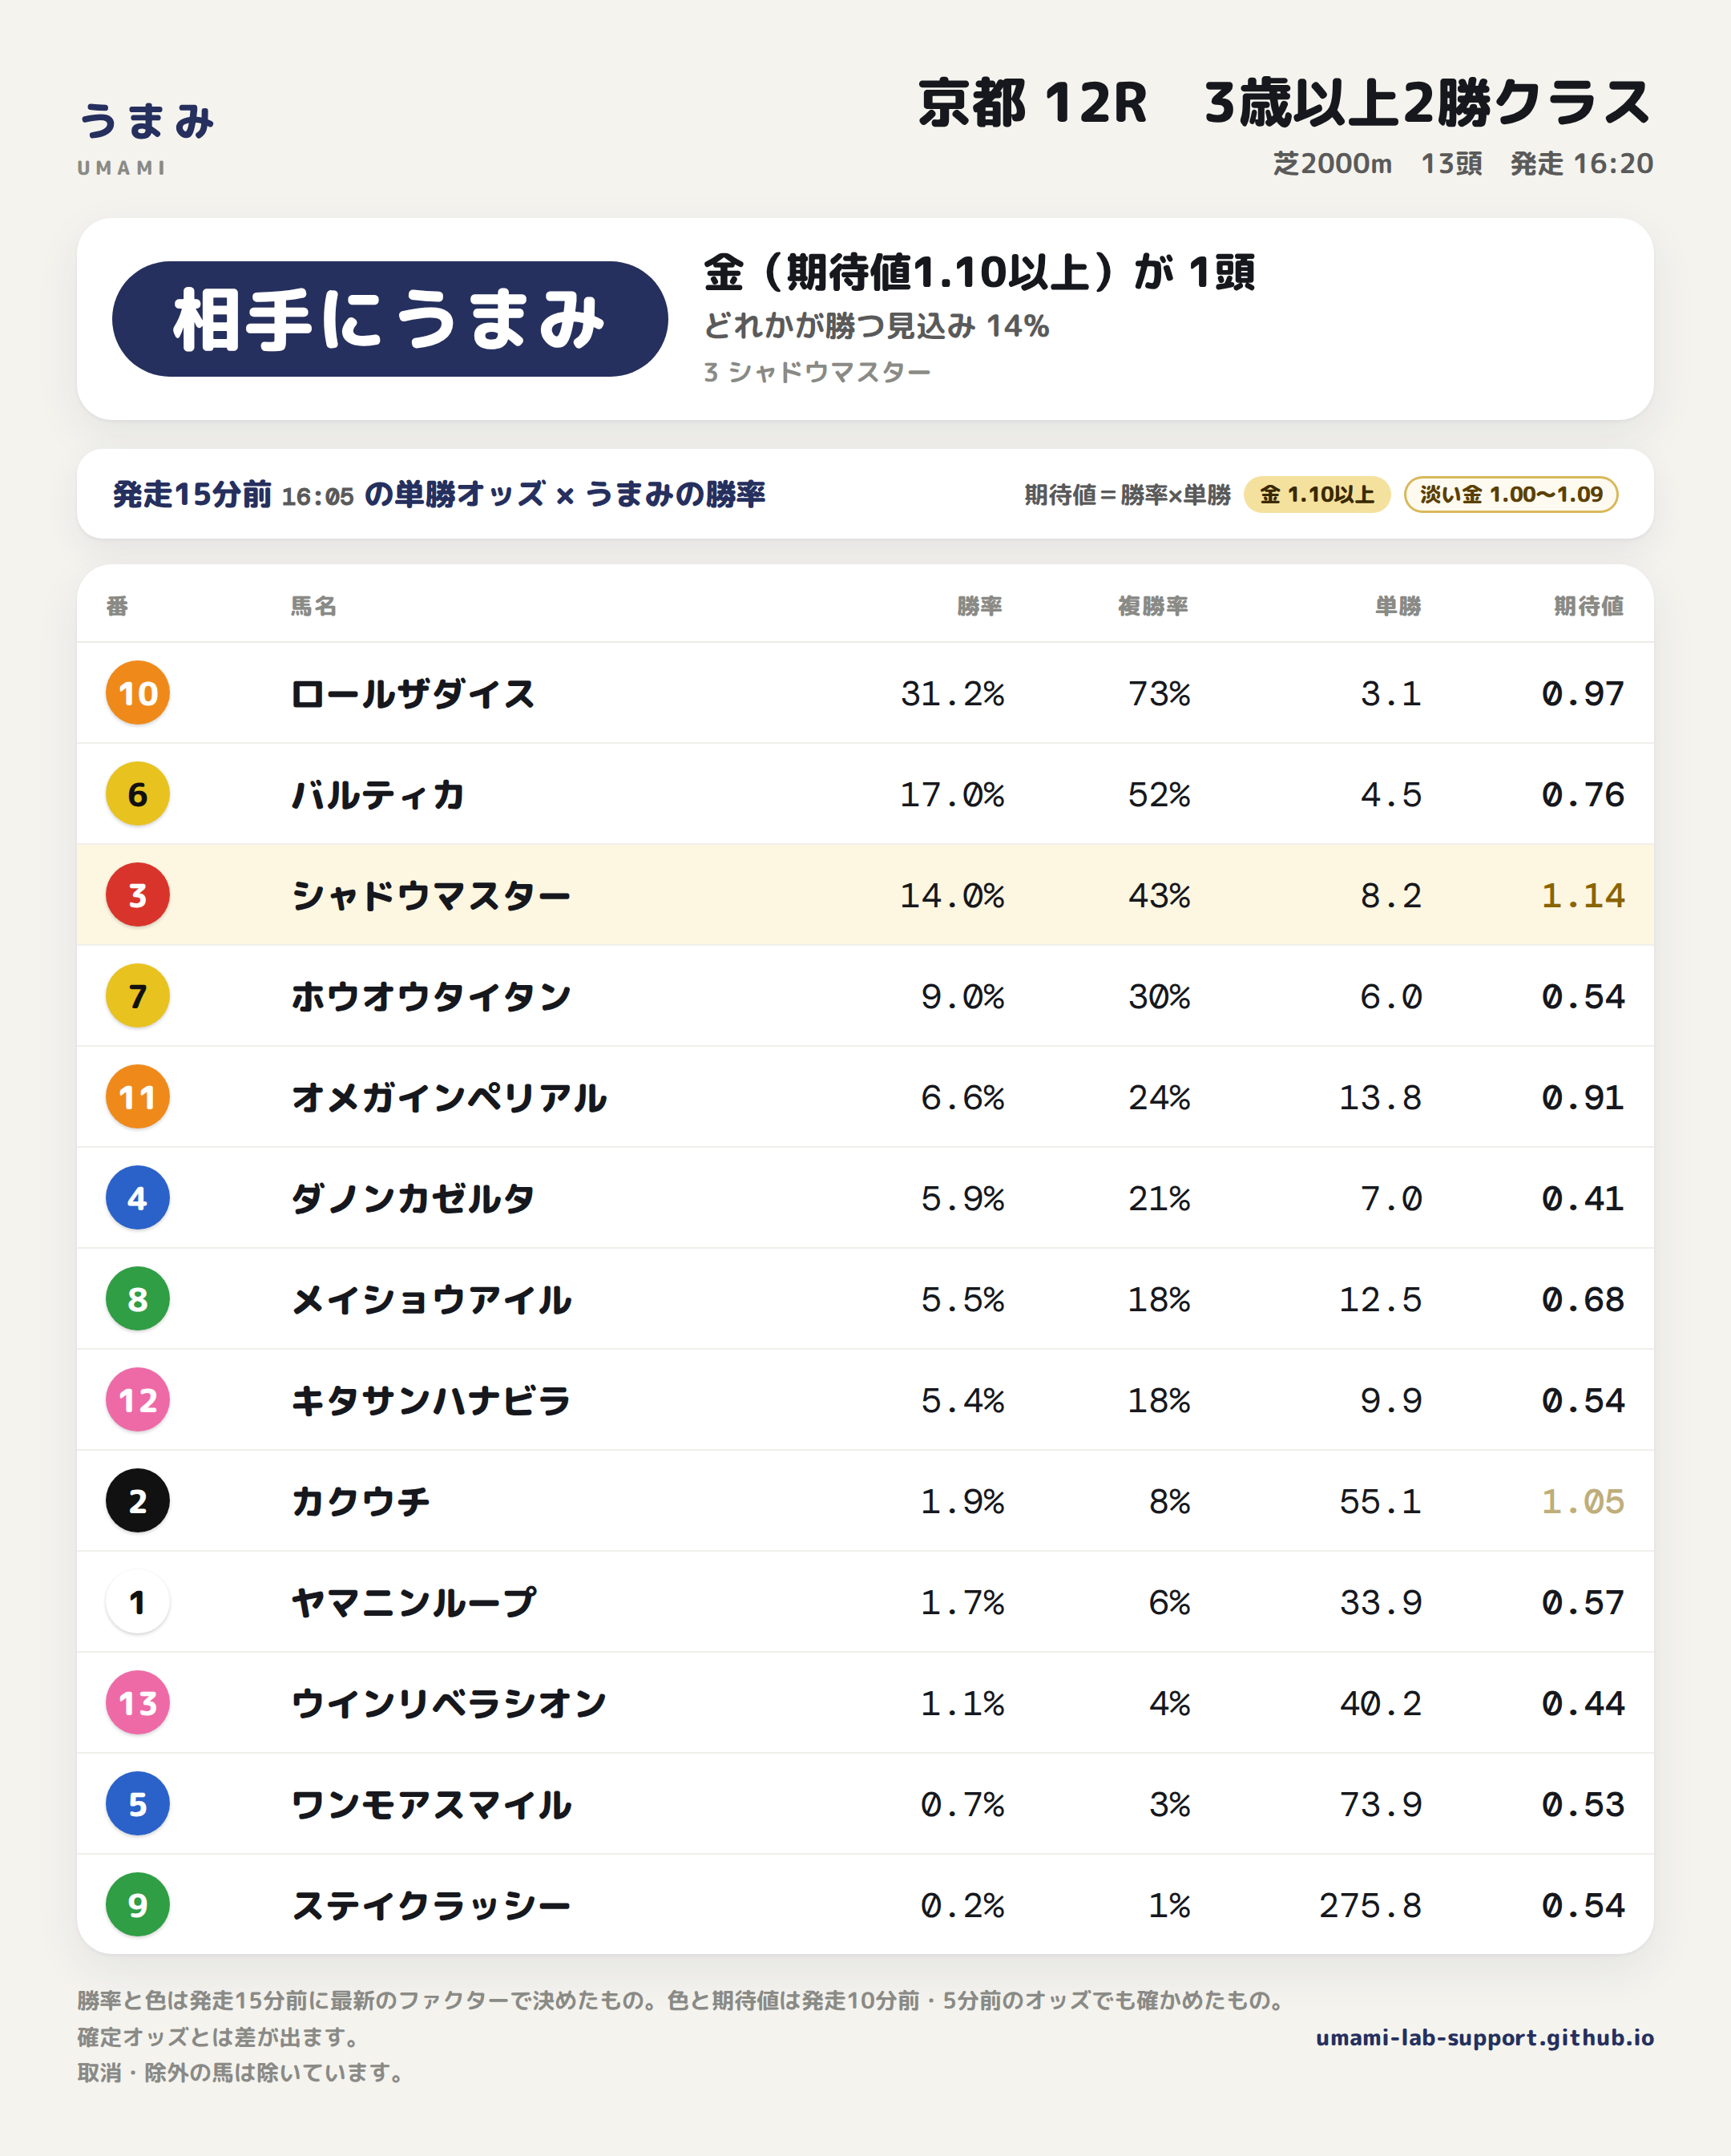 うまみ
UMAMI
京都 12R 3歳以上2勝クラス
芝2000m 13頭 発走 16:20
相手にうまみ
金（期待値1.10以上）が 1頭
どれかが勝つ見込み 14%
3 シャドウマスター
発走15分前 16:05 の単勝オッズ × うまみの勝率
期待値＝勝率×単勝 金 1.10以上 淡い金 1.00〜1.09
番 馬名 勝率 複勝率 単勝 期待値
10 ロールザダイス 31.2% 73% 3.1 0.97
6 バルティカ 17.0% 52% 4.5 0.76
3 シャドウマスター 14.0% 43% 8.2 1.14
7 ホウオウタイタン 9.0% 30% 6.0 0.54
11 オメガインペリアル 6.6% 24% 13.8 0.91
4 ダノンカゼルタ 5.9% 21% 7.0 0.41
8 メイショウアイル 5.5% 18% 12.5 0.68
12 キタサンハナビラ 5.4% 18% 9.9 0.54
2 カクウチ 1.9% 8% 55.1 1.05
1 ヤマニンループ 1.7% 6% 33.9 0.57
13 ウインリベラシオン 1.1% 4% 40.2 0.44
5 ワンモアスマイル 0.7% 3% 73.9 0.53
9 ステイクラッシー 0.2% 1% 275.8 0.54
勝率と色は発走15分前に最新のファクターで決めたもの。色と期待値は発走10分前・5分前のオッズでも確かめたもの。
確定オッズとは差が出ます。
取消・除外の馬は除いています。
umami-lab-support.github.io